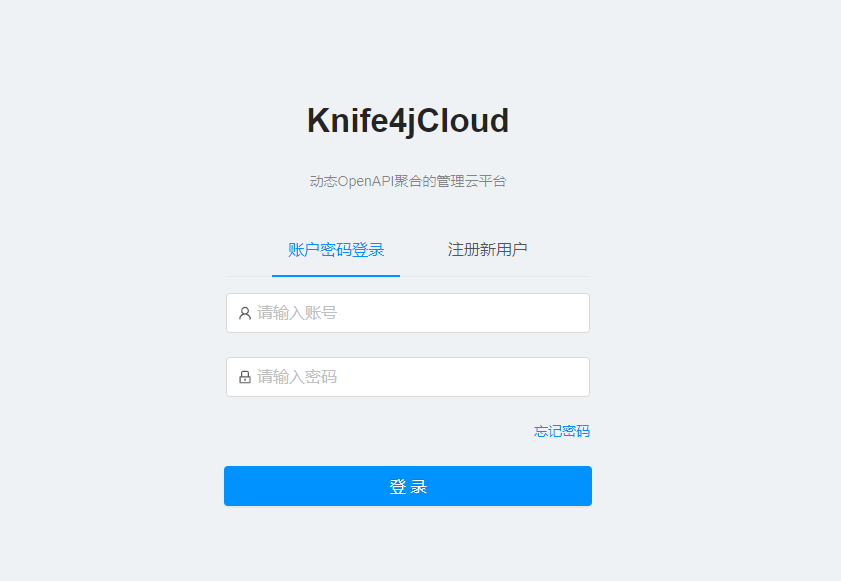 Knife4jCloud
动态OpenAPI聚合的管理云平台
账户密码登录 注册新用户
请输入账号
请输入密码
忘记密码
登 录